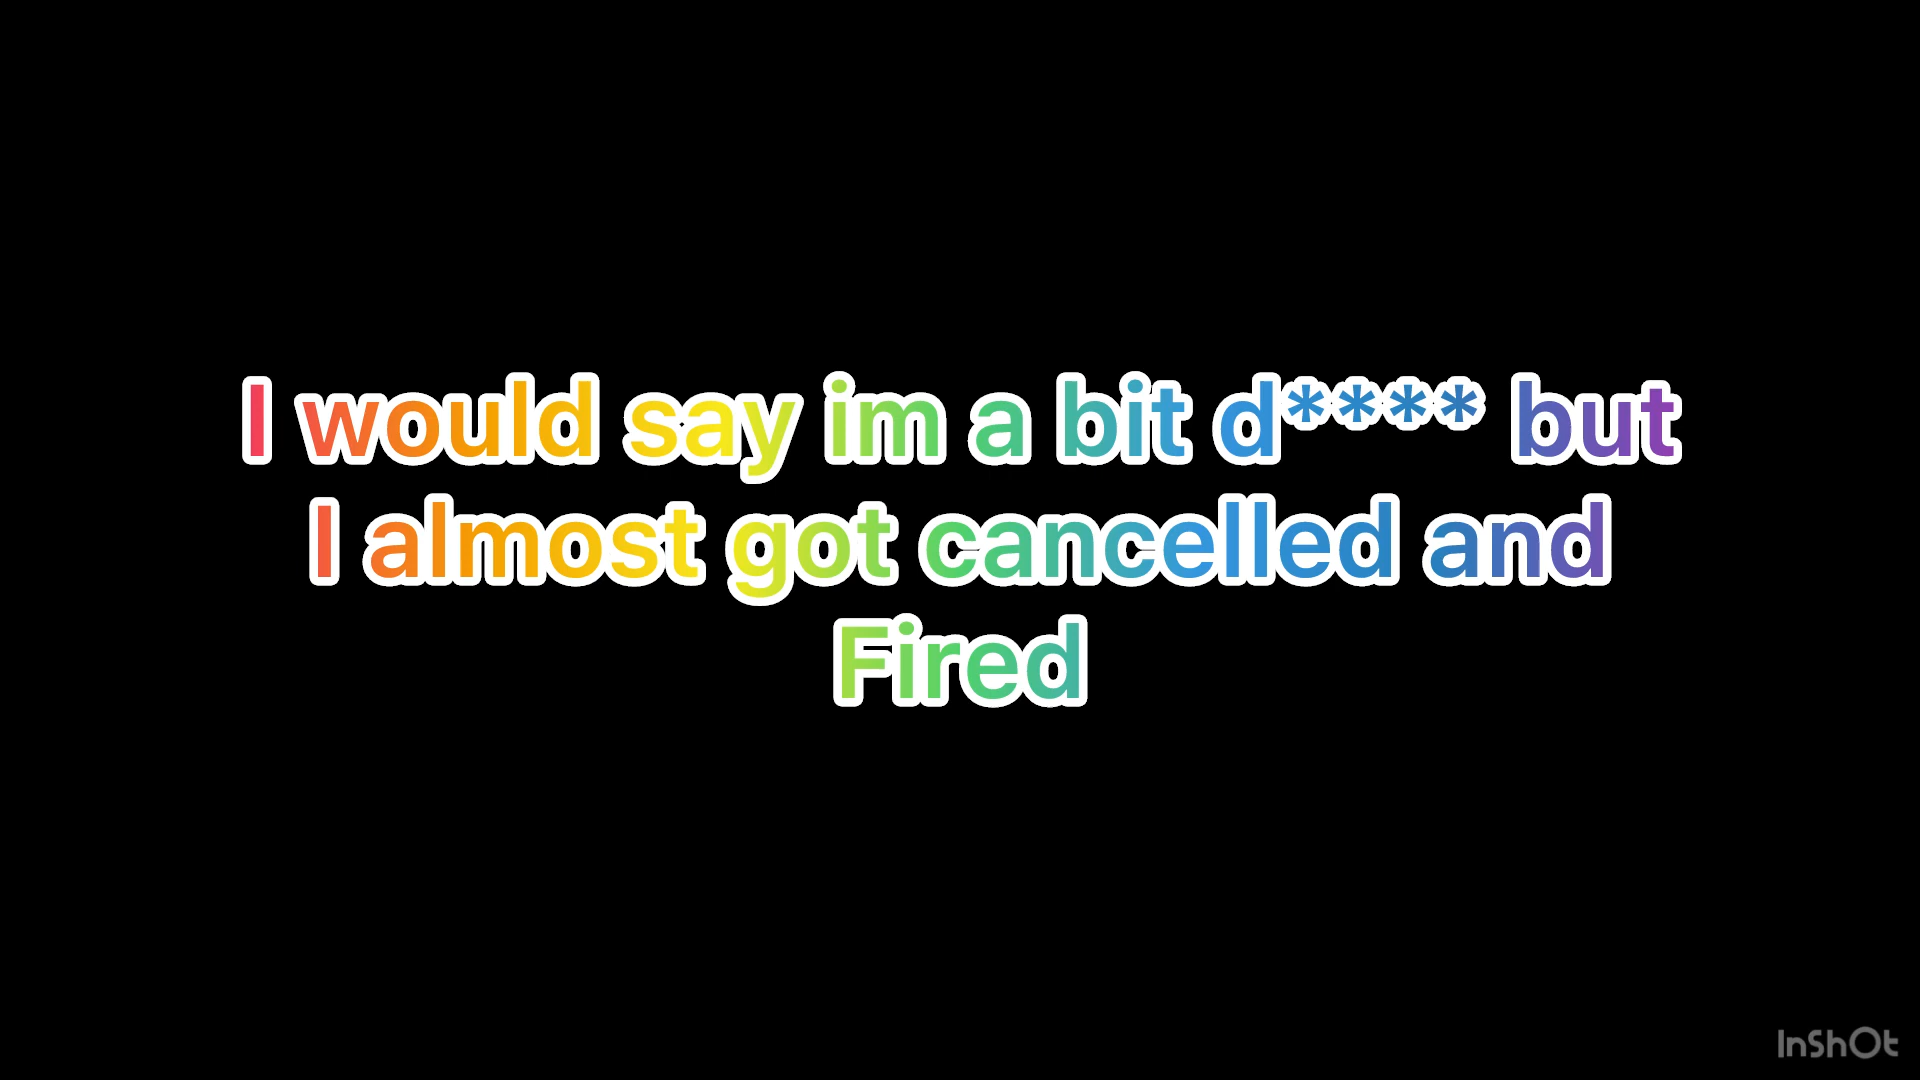 I would say im a bit d**** but
I almost got cancelled and
Fired
InShOt